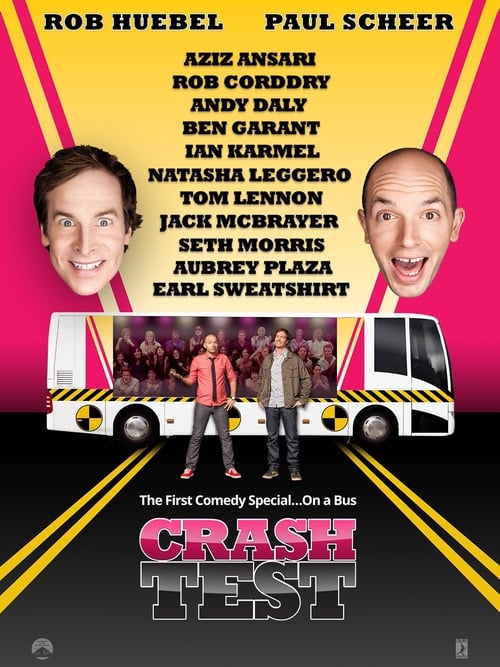 ROB HUEBEL PAUL SCHEER
AZIZ ANSARI
ROB CORDDRY
ANDY DALY
BEN GARANT
IAN KARMEL
NATASHA LEGGERO
TOM LENNON
JACK MCBRAYER
SETH MORRIS
AUBREY PLAZA
EARL SWEATSHIRT
The First Comedy Special...On a Bus
CRASH
TEST